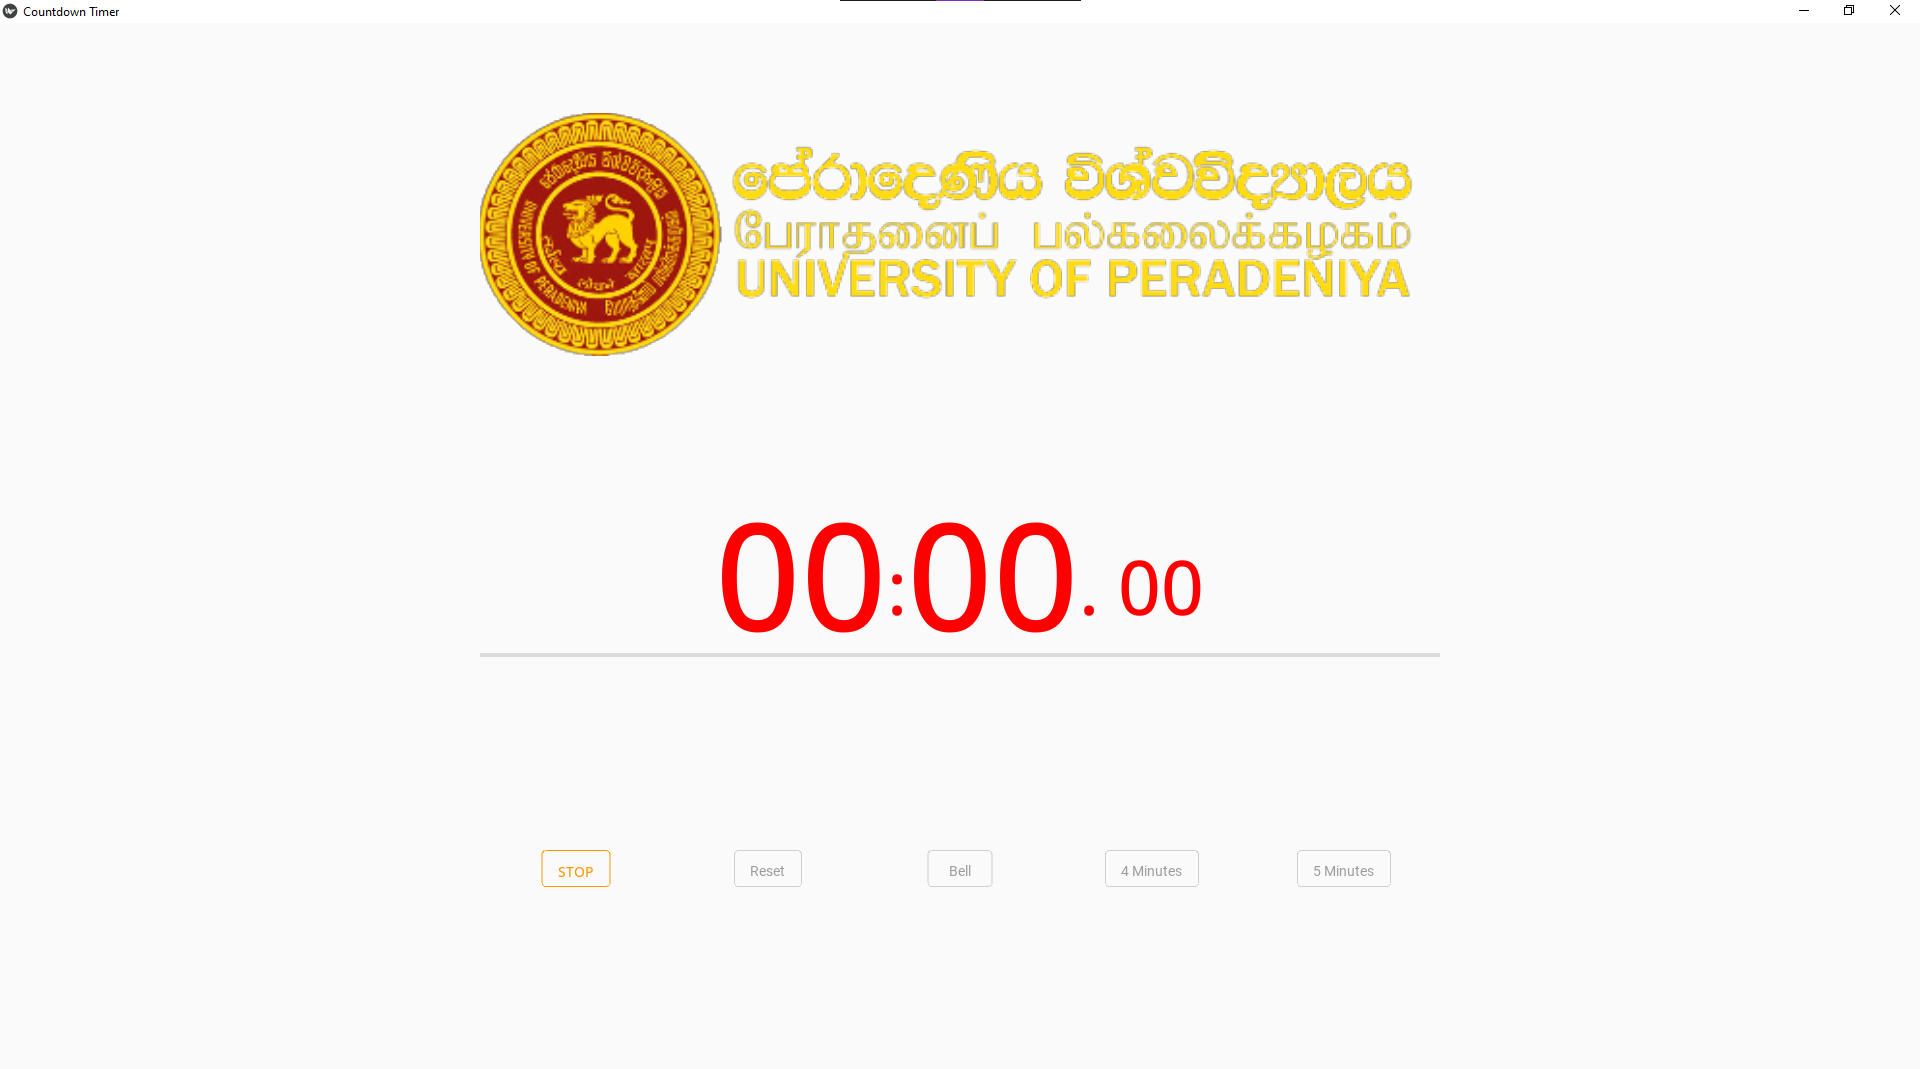 Countdown Timer
පේරාදෙණිය විශ්වවිද්‍යාලය
பேராதனைப் பல்கலைக்கழகம்
UNIVERSITY OF PERADENIYA
00:00. 00
STOP
Reset
Bell
4 Minutes
5 Minutes